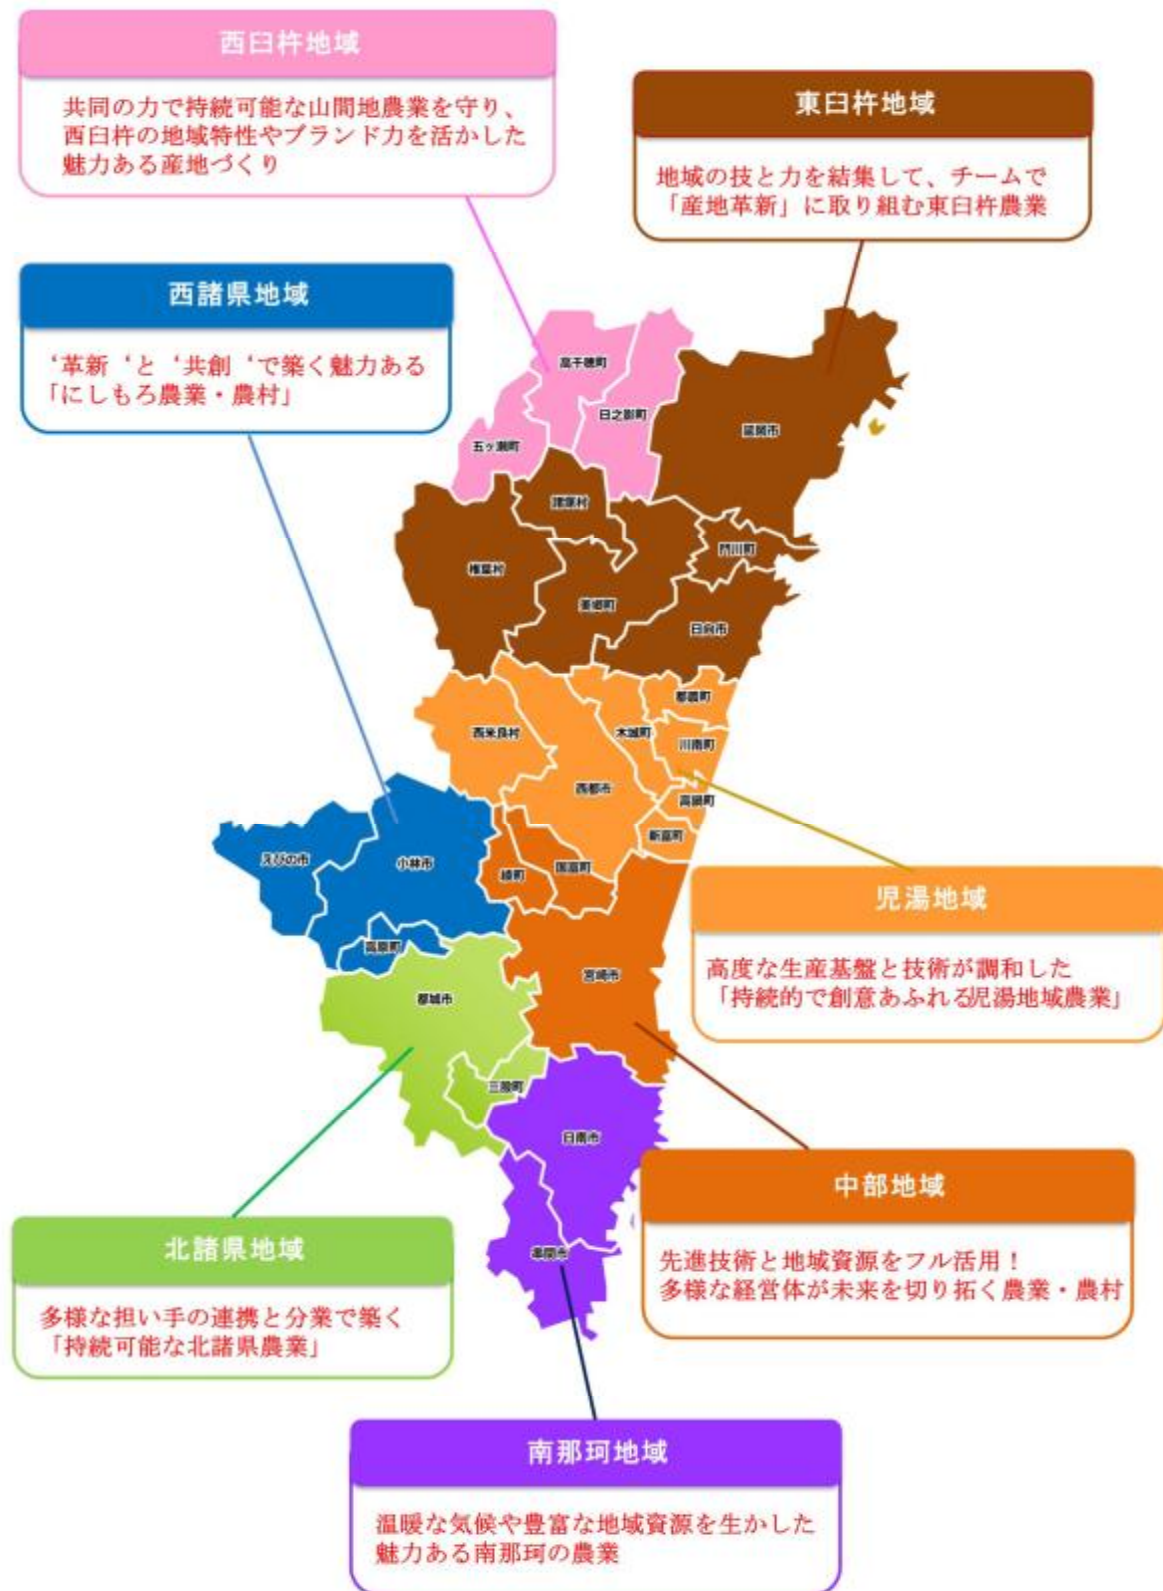 西臼杵地域
共同の力で持続可能な山間地農業を守り、
西臼杵の地域特性やブランド力を活かした
魅力ある産地づくり
東臼杵地域
地域の技と力を結集して、チームで
「産地革新」に取り組む東臼杵農業
西諸県地域
‘革新‘と‘共創‘で築く魅力ある
「にしもろ農業・農村」
高千穂町
日之影町
五ヶ瀬町
延岡市
諸塚村
門川町
椎葉村
美郷町
日向市
都農町
西米良村
木城町
川南町
西都市
高鍋町
新富町
えびの市
小林市
綾町
国富町
高原町
宮崎市
都城市
三股町
日南市
串間市
児湯地域
高度な生産基盤と技術が調和した
「持続的で創意あふれる児湯地域農業」
中部地域
先進技術と地域資源をフル活用！
多様な経営体が未来を切り拓く農業・農村
北諸県地域
多様な担い手の連携と分業で築く
「持続可能な北諸県農業」
南那珂地域
温暖な気候や豊富な地域資源を生かした
魅力ある南那珂の農業